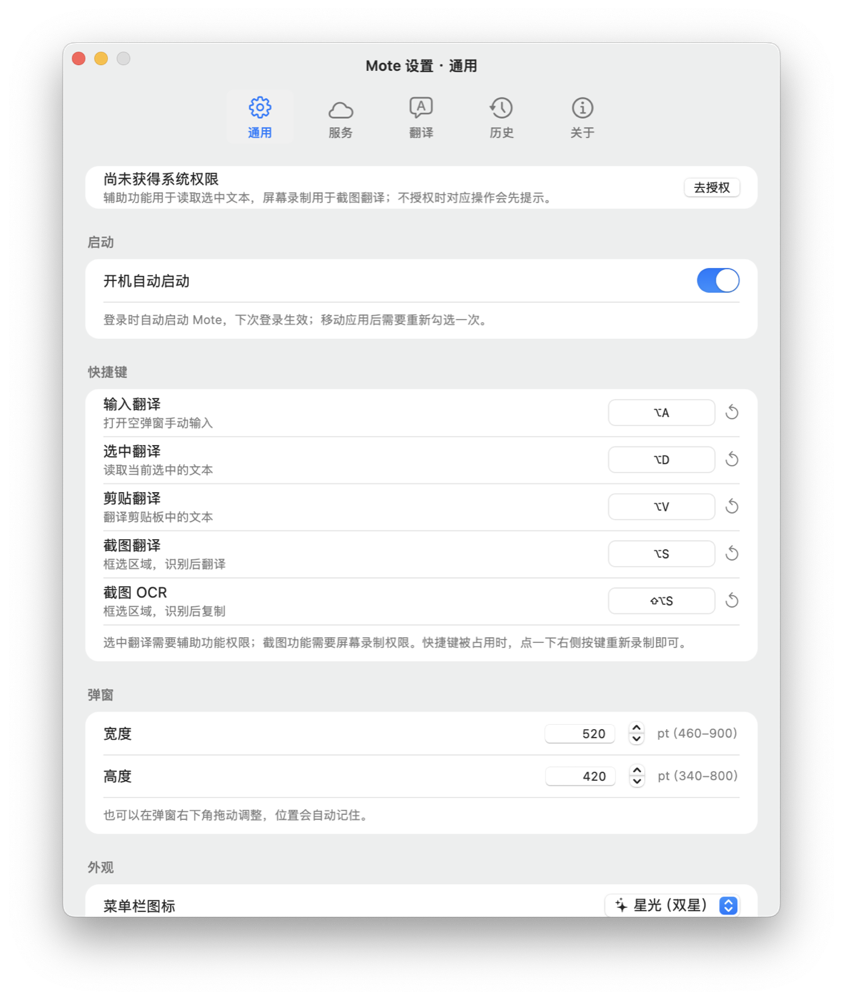 Mote 设置 · 通用
通用
服务
翻译
历史
关于
尚未获得系统权限
辅助功能用于读取选中文本，屏幕录制用于截图翻译；不授权时对应操作会先提示。
去授权
启动
开机自动启动
登录时自动启动 Mote，下次登录生效；移动应用后需要重新勾选一次。
快捷键
输入翻译
打开空弹窗手动输入
⌥A
选中翻译
读取当前选中的文本
⌥D
剪贴翻译
翻译剪贴板中的文本
⌥V
截图翻译
框选区域，识别后翻译
⌥S
截图 OCR
框选区域，识别后复制
⇧⌥S
选中翻译需要辅助功能权限；截图功能需要屏幕录制权限。快捷键被占用时，点一下右侧按键重新录制即可。
弹窗
宽度 520 pt (460–900)
高度 420 pt (340–800)
也可以在弹窗右下角拖动调整，位置会自动记住。
外观
菜单栏图标 星光 (双星)